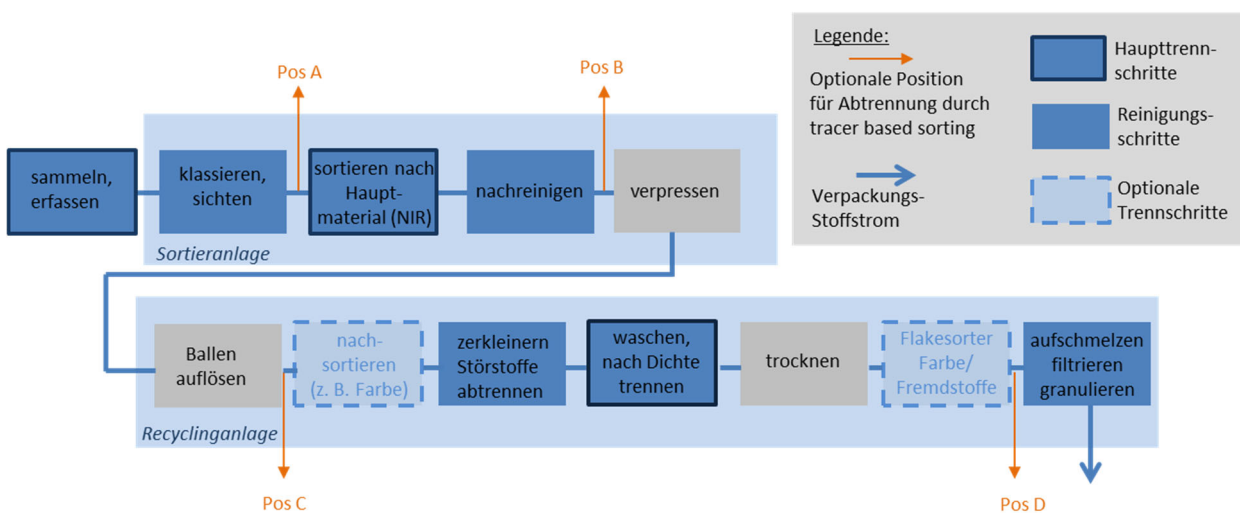 Pos A
Pos B
sammeln,
erfassen
klassieren,
sichten
sortieren nach
Haupt-
material (NIR)
nachreinigen
verpressen
Sortieranlage
Legende:
Optionale Position
für Abtrennung durch
tracer based sorting
Verpackungs-
Stoffstrom
Haupttrenn-
schritte
Reinigungs-
schritte
Optionale
Trennschritte
Ballen
auflösen
nach-
sortieren
(z. B. Farbe)
zerkleinern
Störstoffe
abtrennen
waschen,
nach Dichte
trennen
trocknen
Flakesorter
Farbe/
Fremdstoffe
aufschmelzen
filtrieren
granulieren
Recyclinganlage
Pos C
Pos D